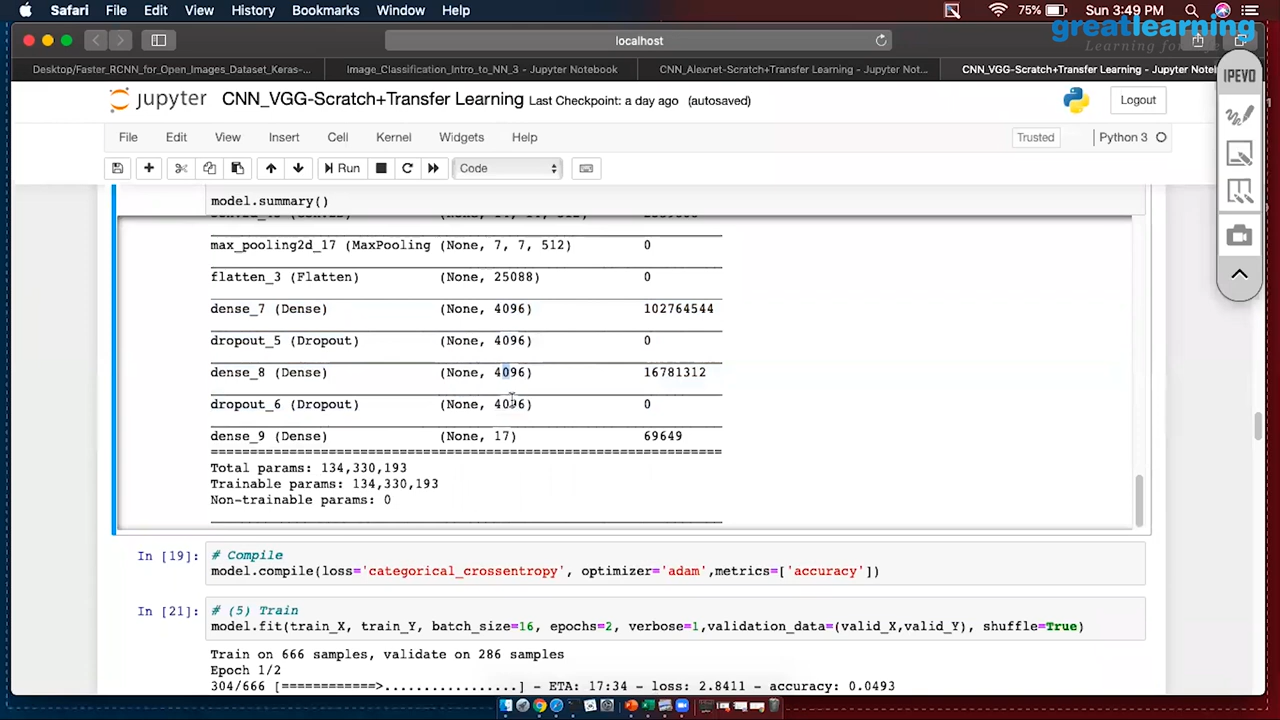 Safari File Edit View History Bookmarks Window Help 75% Sun 3:49 PM
greatlearning
Learning for
localhost
Desktop/Faster_RCNN_for_Open_Images_Dataset_Keras-... Image_Classification_Intro_to_NN_3 - Jupyter Notebook CNN_Alexnet-Scratch+Transfer Learning - Jupyter Not... CNN_VGG-Scratch+Transfer Learning - Jupyter
IPEVO
jupyter CNN_VGG-Scratch+Transfer Learning Last Checkpoint: a day ago (autosaved) Logout
File Edit View Insert Cell Kernel Widgets Help Trusted Python 3
Run Code
model.summary()
max_pooling2d_17 (MaxPooling (None, 7, 7, 512) 0
flatten_3 (Flatten) (None, 25088) 0
dense_7 (Dense) (None, 4096) 102764544
dropout_5 (Dropout) (None, 4096) 0
dense_8 (Dense) (None, 4096) 16781312
dropout_6 (Dropout) (None, 4096) 0
dense_9 (Dense) (None, 17) 69649
=================================================================
Total params: 134,330,193
Trainable params: 134,330,193
Non-trainable params: 0
In [19]: # Compile
model.compile(loss='categorical_crossentropy', optimizer='adam',metrics=['accuracy'])
In [21]: # (5) Train
model.fit(train_X, train_Y, batch_size=16, epochs=2, verbose=1,validation_data=(valid_X,valid_Y), shuffle=True)
Train on 666 samples, validate on 286 samples
Epoch 1/2
304/666 [============>.................] - ETA: 17:34 - loss: 2.8411 - accuracy: 0.0493